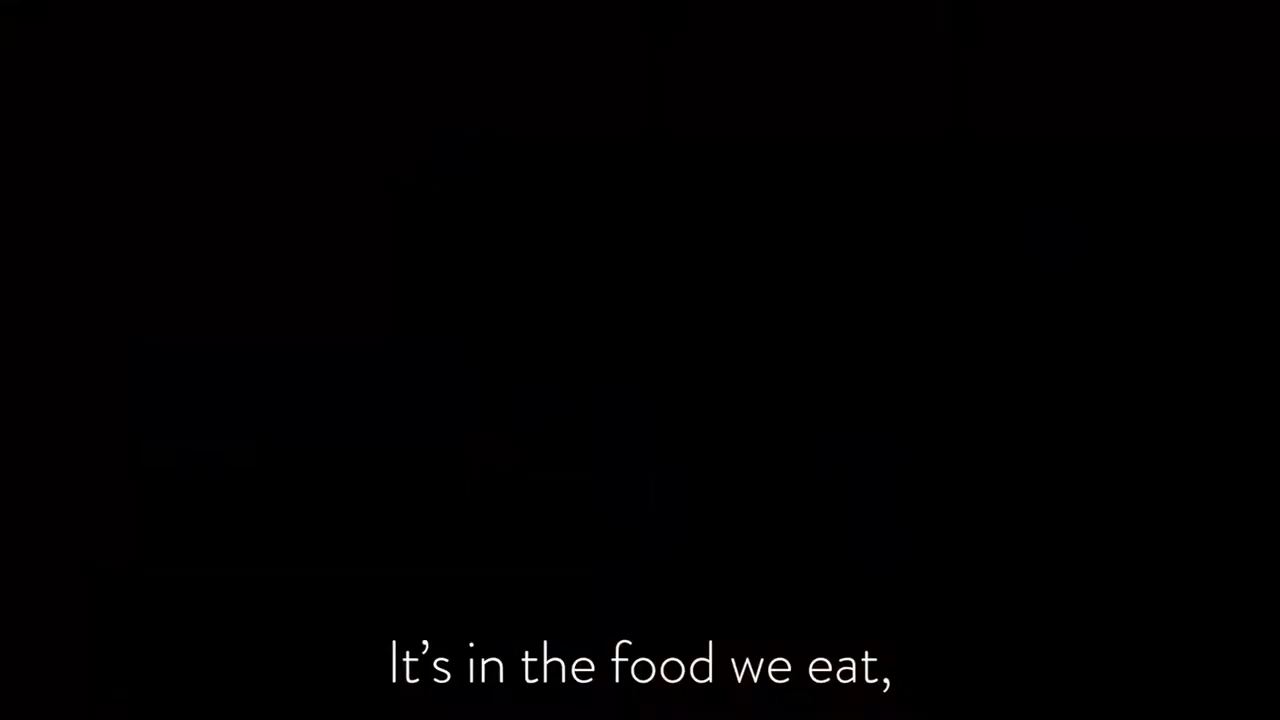 It’s in the food we eat,